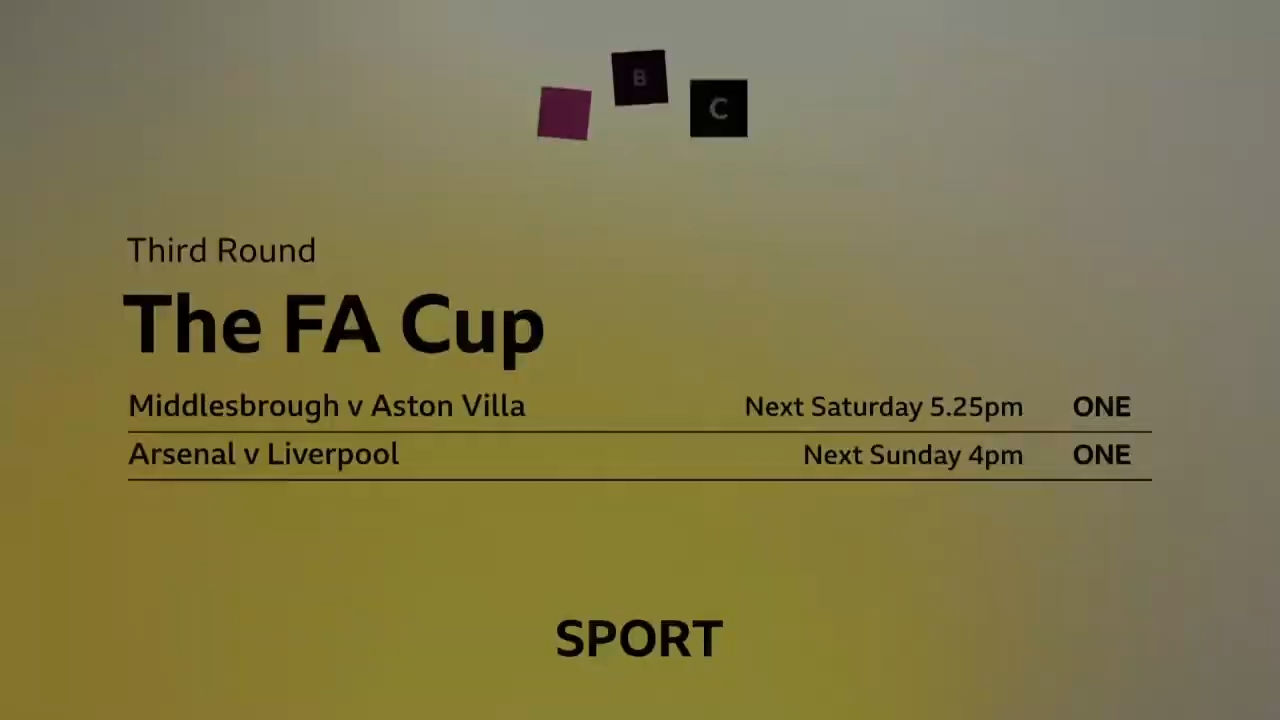 B C
Third Round
The FA Cup
Middlesbrough v Aston Villa Next Saturday 5.25pm ONE
Arsenal v Liverpool Next Sunday 4pm ONE
SPORT